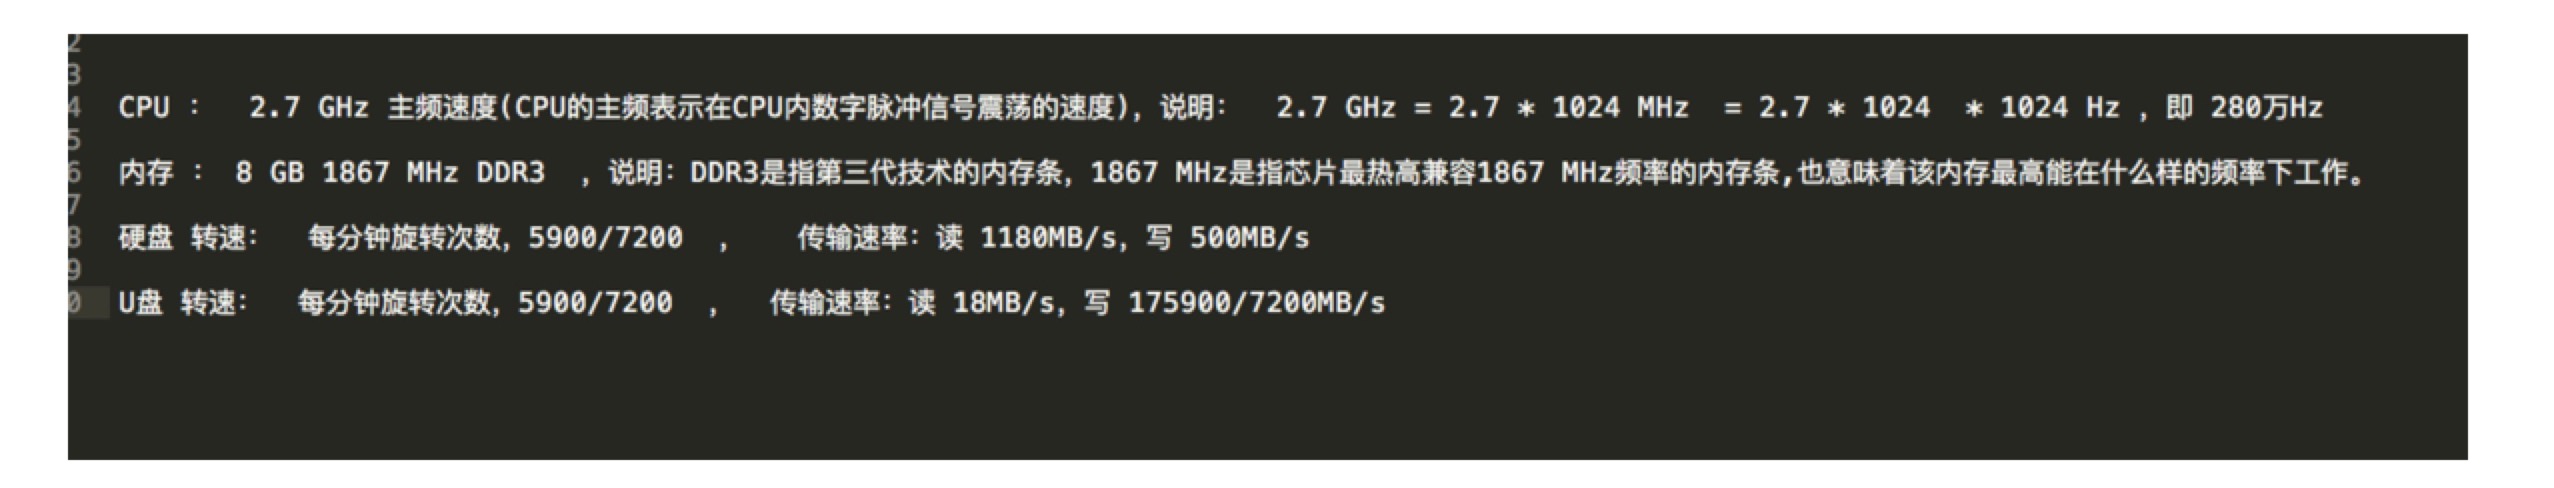 2
3
4 CPU : 2.7 GHz 主频速度(CPU的主频表示在CPU内数字脉冲信号震荡的速度), 说明: 2.7 GHz = 2.7 * 1024 MHz = 2.7 * 1024 * 1024 Hz , 即 280万Hz
5
6 内存 : 8 GB 1867 MHz DDR3 , 说明: DDR3是指第三代技术的内存条, 1867 MHz是指芯片最热高兼容1867 MHz频率的内存条,也意味着该内存最高能在什么样的频率下工作。
7
8 硬盘 转速: 每分钟旋转次数, 5900/7200 , 传输速率: 读 1180MB/s, 写 500MB/s
9
0 U盘 转速: 每分钟旋转次数, 5900/7200 , 传输速率: 读 18MB/s, 写 175900/7200MB/s